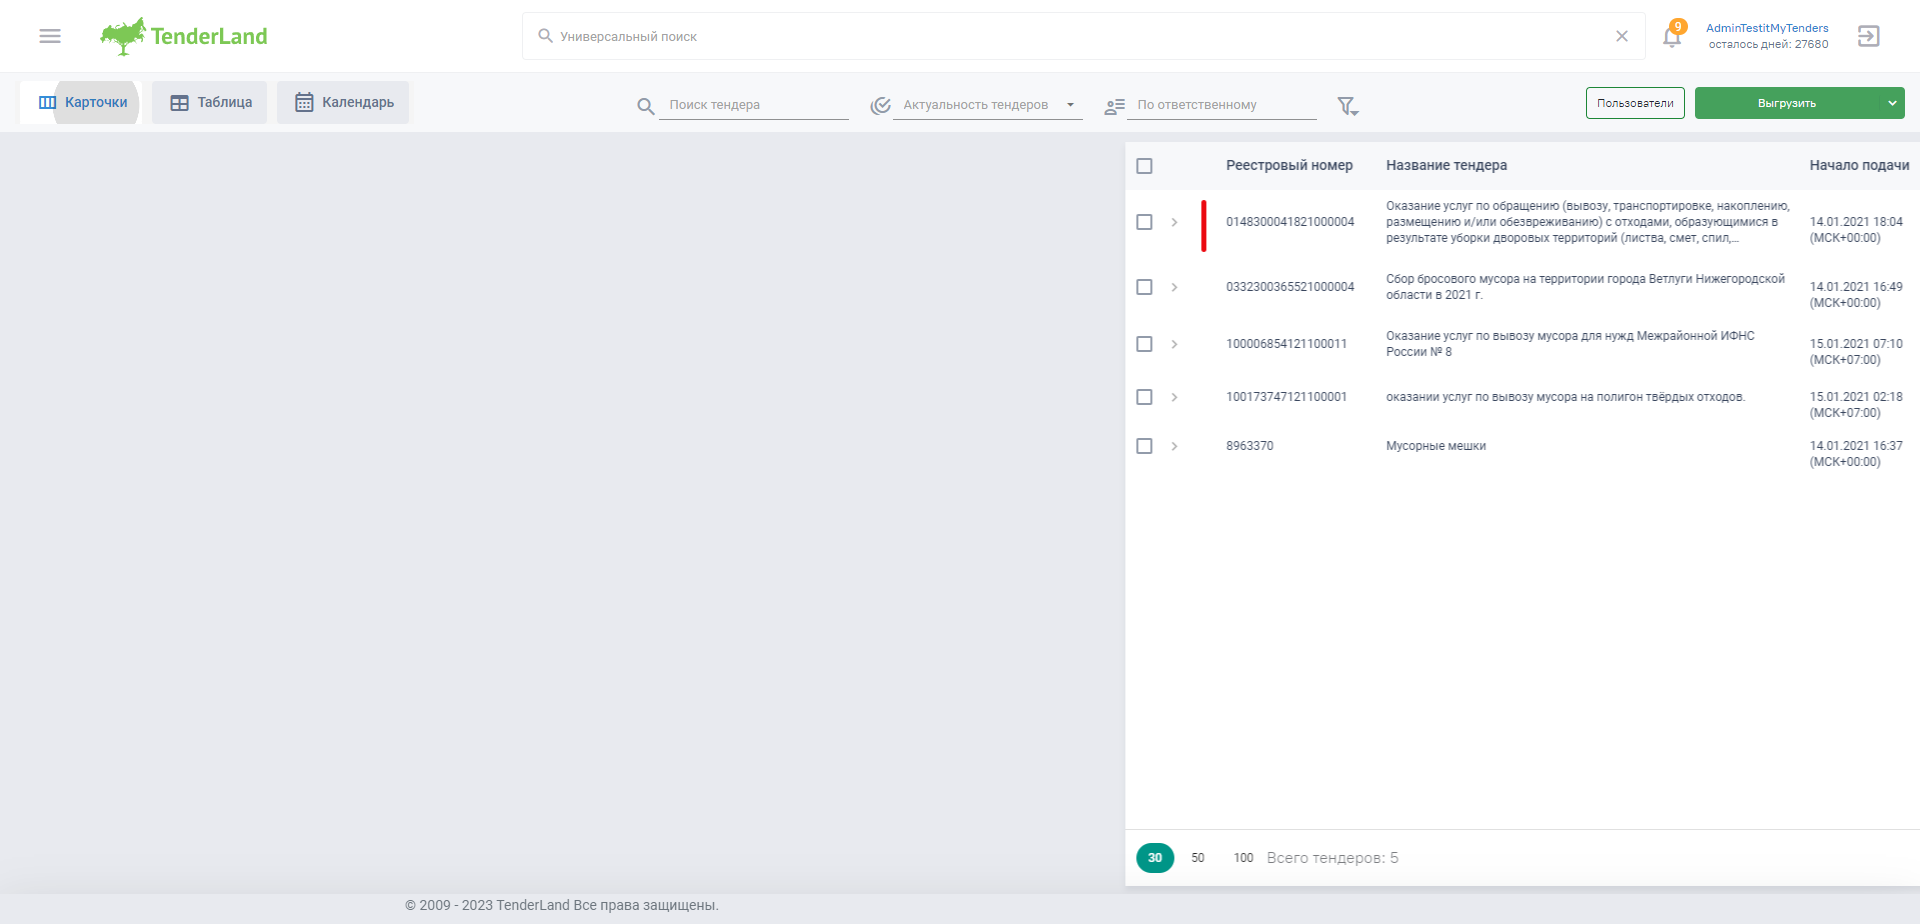 TenderLand
Универсальный поиск
9
AdminTestitMyTenders
осталось дней: 27680
Карточки
Таблица
Календарь
Поиск тендера
Актуальность тендеров
По ответственному
Пользователи
Выгрузить
Реестровый номер
Название тендера
Начало подачи
0148300041821000004
Оказание услуг по обращению (вывозу, транспортировке, накоплению,
размещению и/или обезвреживанию) с отходами, образующимися в
результате уборки дворовых территорий (листва, смет, спил,...
14.01.2021 18:04
(МСК+00:00)
0332300365521000004
Сбор бросового мусора на территории города Ветлуги Нижегородской
области в 2021 г.
14.01.2021 16:49
(МСК+00:00)
100006854121100011
Оказание услуг по вывозу мусора для нужд Межрайонной ИФНС
России № 8
15.01.2021 07:10
(МСК+07:00)
100173747121100001
оказании услуг по вывозу мусора на полигон твёрдых отходов.
15.01.2021 02:18
(МСК+07:00)
8963370
Мусорные мешки
14.01.2021 16:37
(МСК+00:00)
30
50
100
Всего тендеров: 5
© 2009 - 2023 TenderLand Все права защищены.